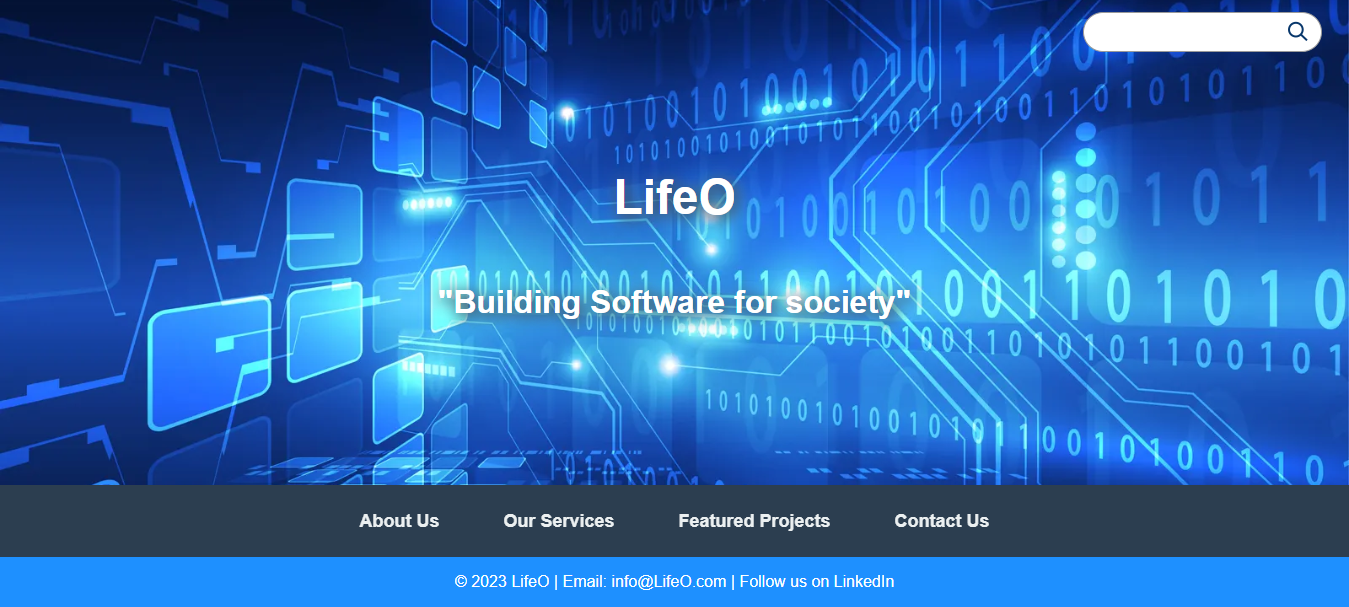 LifeO
"Building Software for society"
About Us Our Services Featured Projects Contact Us
© 2023 LifeO | Email: info@LifeO.com | Follow us on LinkedIn